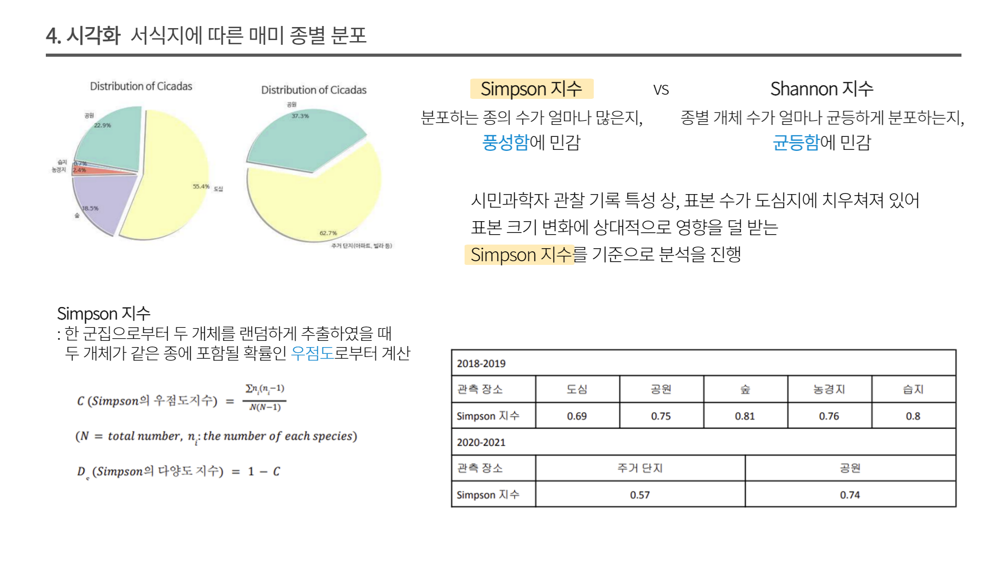 4. 시각화 서식지에 따른 매미 종별 분포
Distribution of Cicadas
공원
22.9%
습지
0.7%
농경지
2.4%
55.4%
도심
18.5%
숲
Distribution of Cicadas
공원
37.3%
62.7%
주거 단지(아파트, 빌라 등)
Simpson 지수 vs Shannon 지수
분포하는 종의 수가 얼마나 많은지,
풍성함에 민감
종별 개체 수가 얼마나 균등하게 분포하는지,
균등함에 민감
시민과학자 관찰 기록 특성 상, 표본 수가 도심지에 치우쳐져 있어
표본 크기 변화에 상대적으로 영향을 덜 받는
Simpson 지수를 기준으로 분석을 진행
Simpson 지수
: 한 군집으로부터 두 개체를 랜덤하게 추출하였을 때
두 개체가 같은 종에 포함될 확률인 우점도로부터 계산
C (Simpson의 우점도지수) = Σnᵢ(nᵢ−1) / N(N−1)
(N = total number, nᵢ: the number of each species)
Dₛ (Simpson의 다양도 지수) = 1 − C
2018-2019
관측 장소 도심 공원 숲 농경지 습지
Simpson 지수 0.69 0.75 0.81 0.76 0.8
2020-2021
관측 장소 주거 단지 공원
Simpson 지수 0.57 0.74